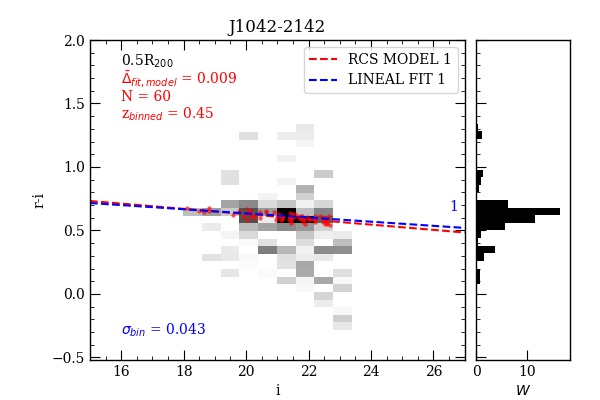 J1042-2142
0.5R200
Δ̄fit,model = 0.009
N = 60
zbinned = 0.45
RCS MODEL 1
LINEAL FIT 1
1
σbin = 0.043
2.0
1.5
1.0
0.5
0.0
−0.5
r-i
16 18 20 22 24 26
i
0 10
W